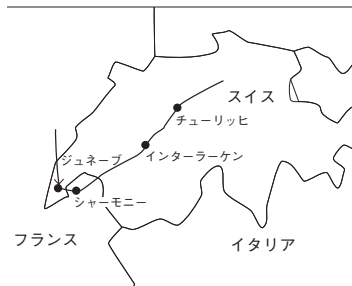 スイス
チューリッヒ
インターラーケン
ジュネーブ
シャーモニー
フランス
イタリア